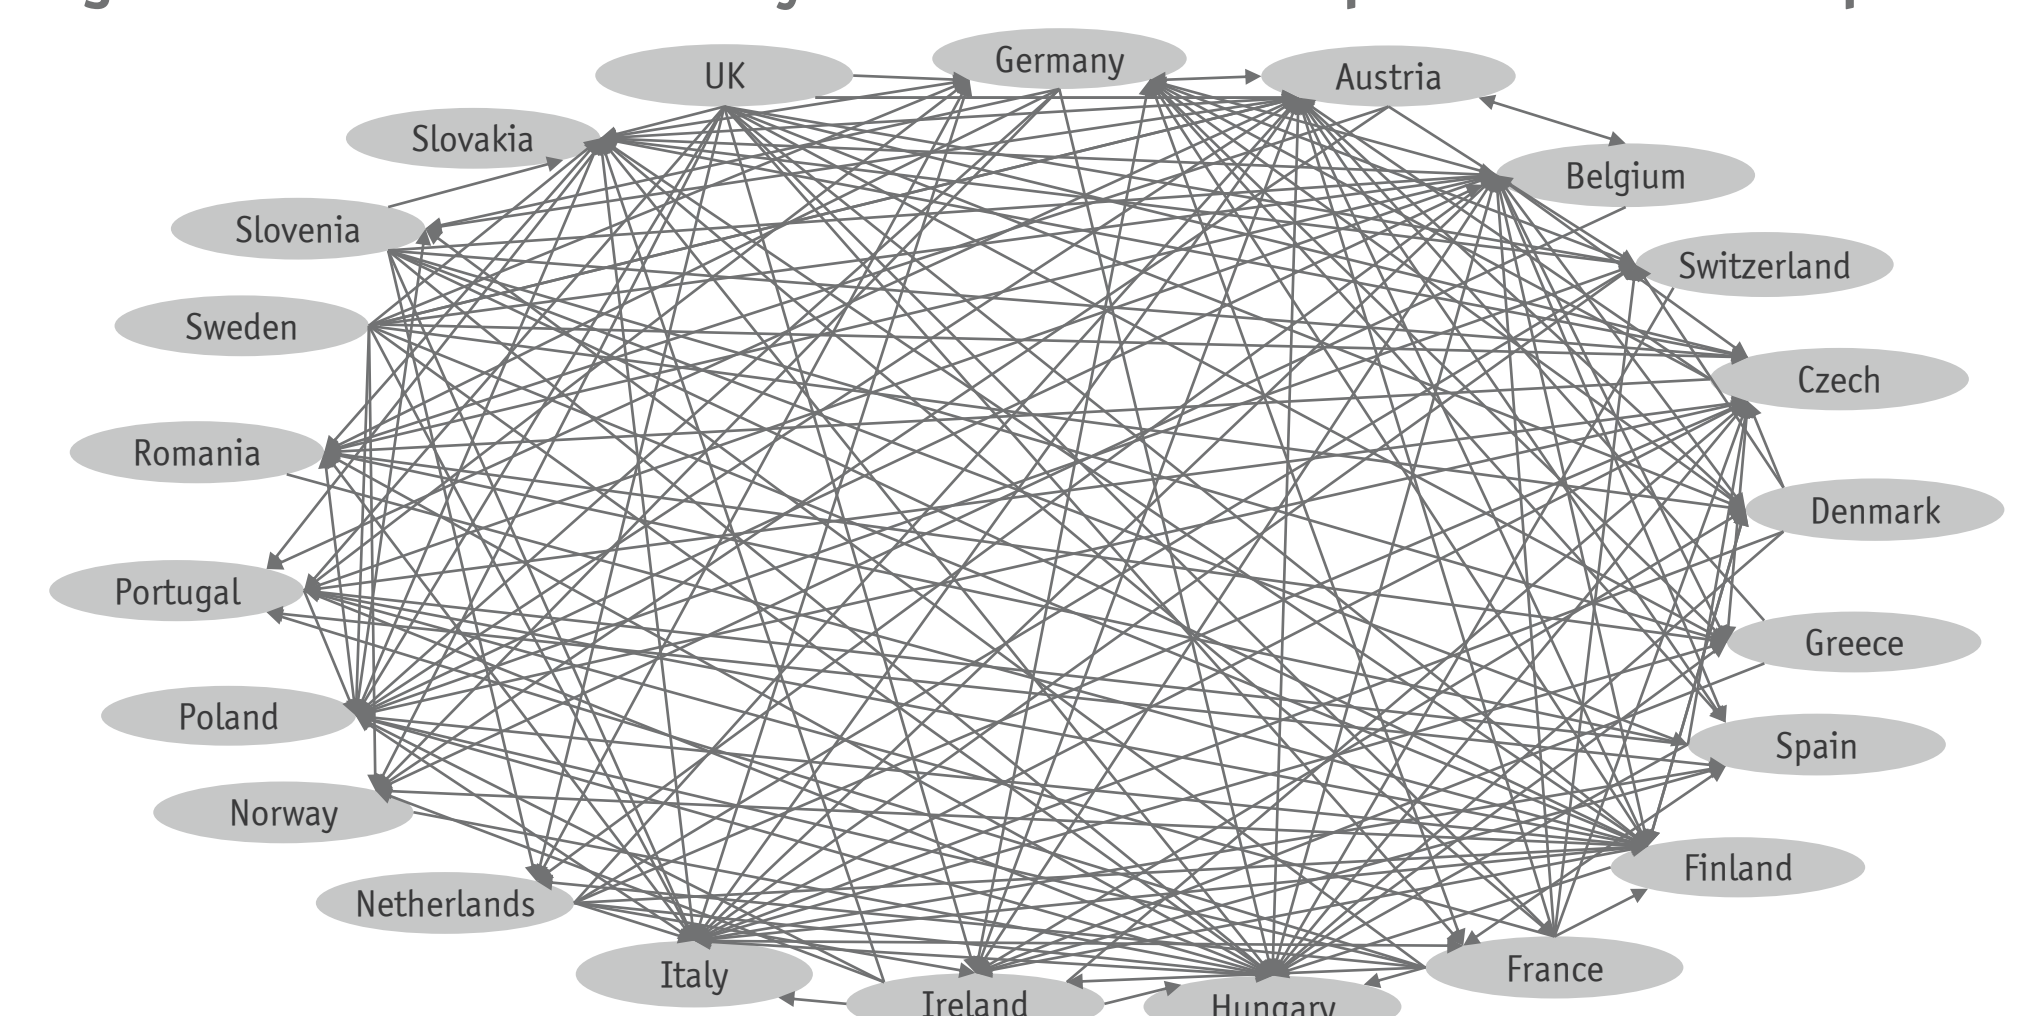 Germany
UK
Austria
Slovakia
Belgium
Slovenia
Switzerland
Sweden
Czech
Romania
Denmark
Portugal
Greece
Poland
Spain
Norway
Finland
Netherlands
Italy
France
Ireland
Hungary